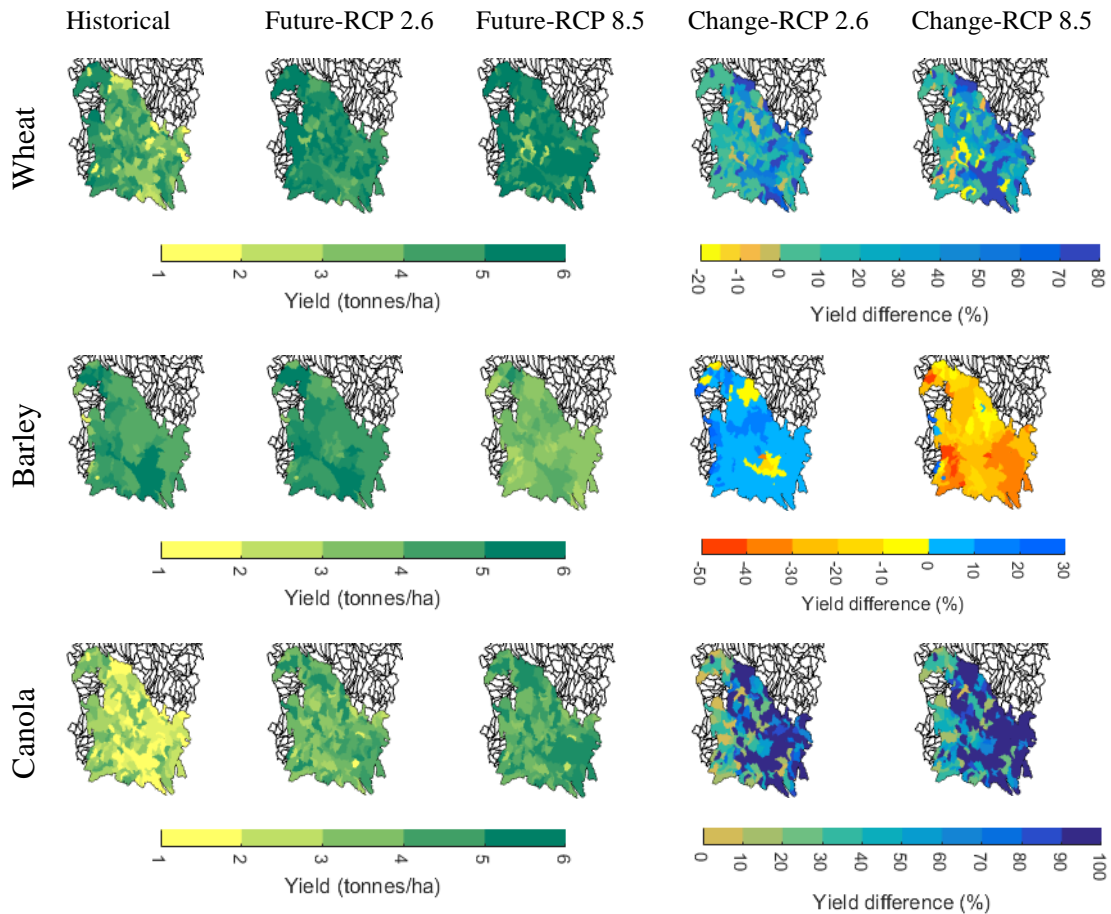 Historical Future-RCP 2.6 Future-RCP 8.5 Change-RCP 2.6 Change-RCP 8.5
Wheat
1 2 3 4 5 6
Yield (tonnes/ha)
-20 -10 0 10 20 30 40 50 60 70 80
Yield difference (%)
Barley
1 2 3 4 5 6
Yield (tonnes/ha)
-50 -40 -30 -20 -10 0 10 20 30
Yield difference (%)
Canola
1 2 3 4 5 6
Yield (tonnes/ha)
0 10 20 30 40 50 60 70 80 90 100
Yield difference (%)